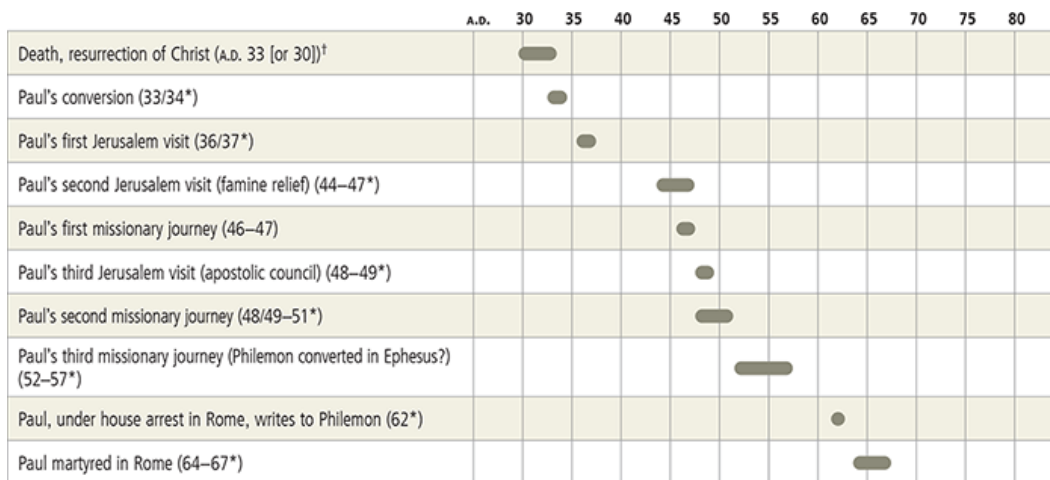 A.D. 30 35 40 45 50 55 60 65 70 75 80
Death, resurrection of Christ (A.D. 33 [or 30])†
Paul's conversion (33/34*)
Paul's first Jerusalem visit (36/37*)
Paul's second Jerusalem visit (famine relief) (44–47*)
Paul's first missionary journey (46–47)
Paul's third Jerusalem visit (apostolic council) (48–49*)
Paul's second missionary journey (48/49–51*)
Paul's third missionary journey (Philemon converted in Ephesus?)
(52–57*)
Paul, under house arrest in Rome, writes to Philemon (62*)
Paul martyred in Rome (64–67*)